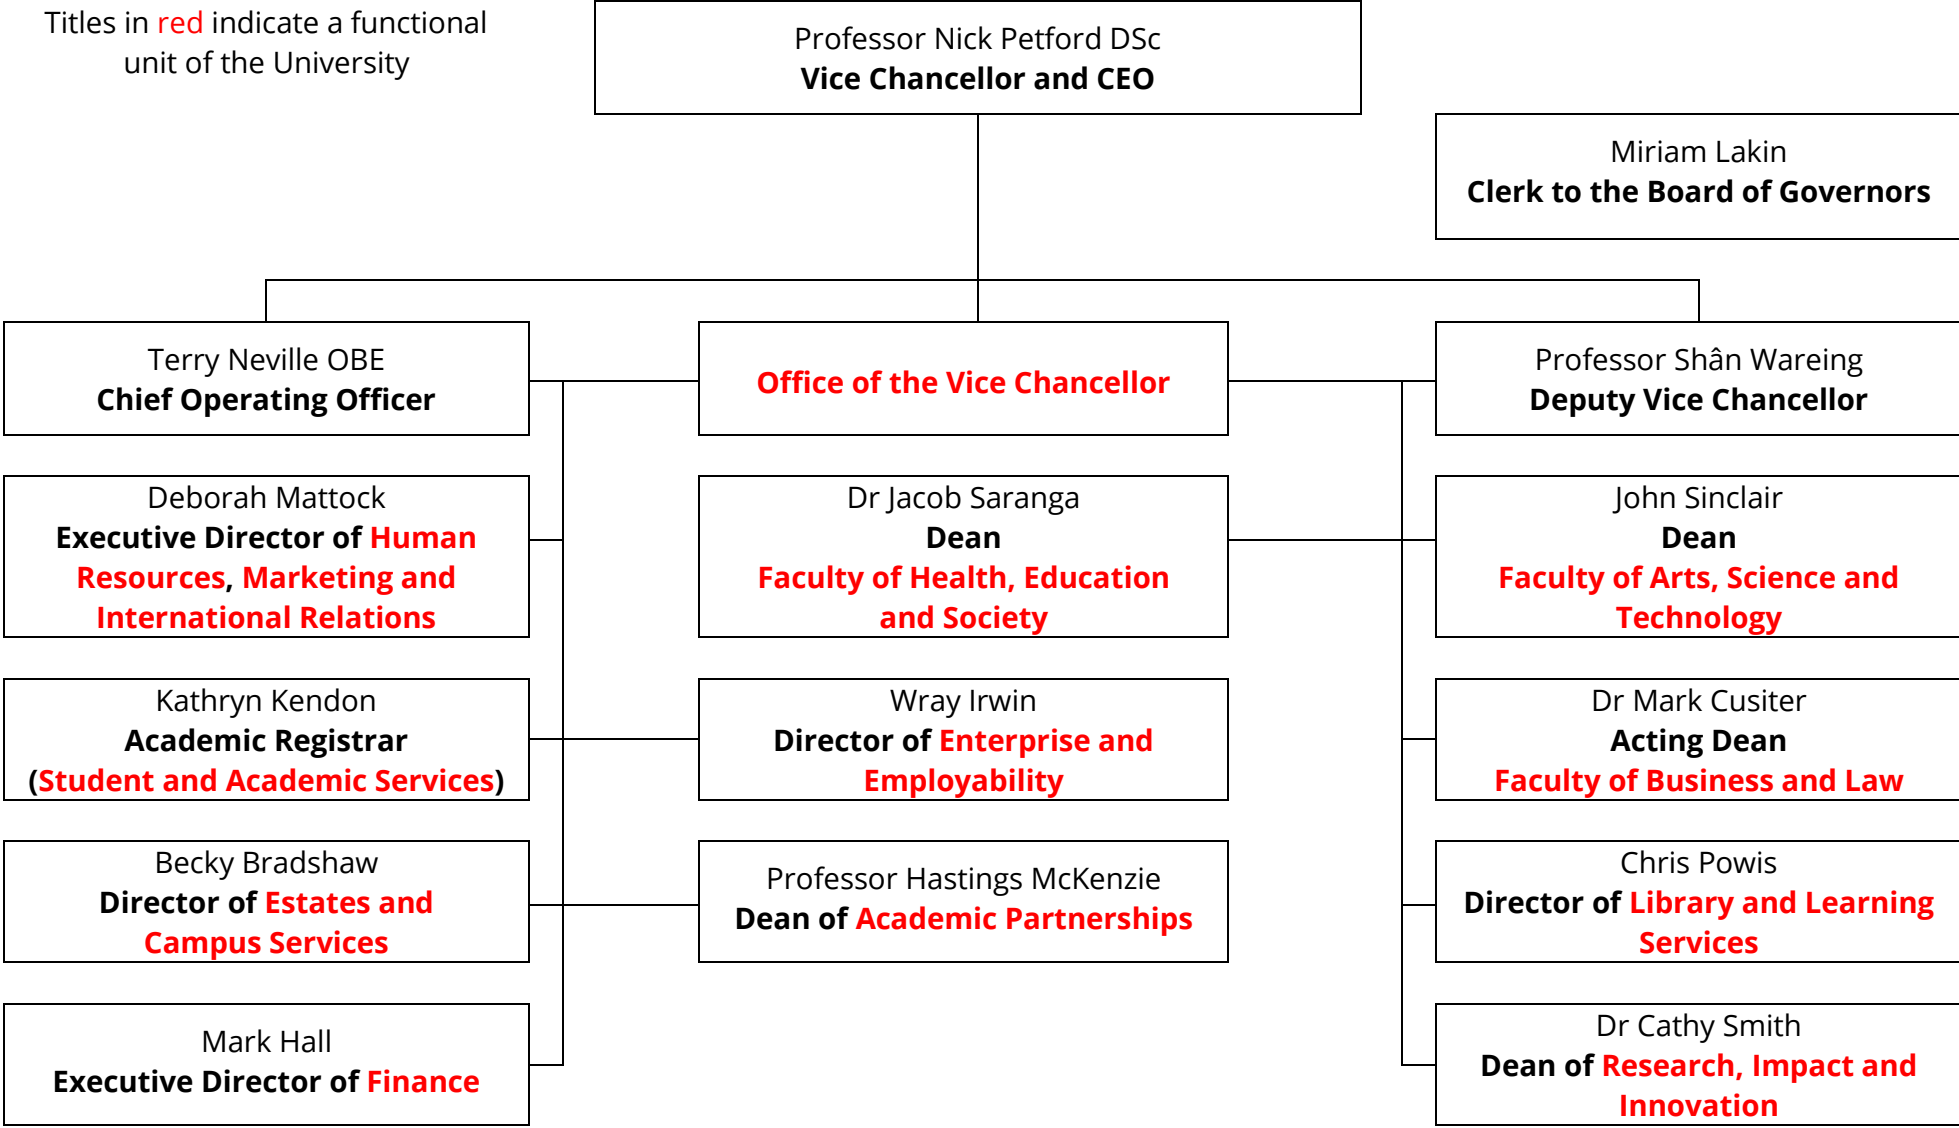 Titles in red indicate a functional
unit of the University
Professor Nick Petford DSc
Vice Chancellor and CEO
Miriam Lakin
Clerk to the Board of Governors
Terry Neville OBE
Chief Operating Officer
Office of the Vice Chancellor
Professor Shân Wareing
Deputy Vice Chancellor
Deborah Mattock
Executive Director of Human
Resources, Marketing and
International Relations
Dr Jacob Saranga
Dean
Faculty of Health, Education
and Society
John Sinclair
Dean
Faculty of Arts, Science and
Technology
Kathryn Kendon
Academic Registrar
(Student and Academic Services)
Wray Irwin
Director of Enterprise and
Employability
Dr Mark Cusiter
Acting Dean
Faculty of Business and Law
Becky Bradshaw
Director of Estates and
Campus Services
Professor Hastings McKenzie
Dean of Academic Partnerships
Chris Powis
Director of Library and Learning
Services
Mark Hall
Executive Director of Finance
Dr Cathy Smith
Dean of Research, Impact and
Innovation